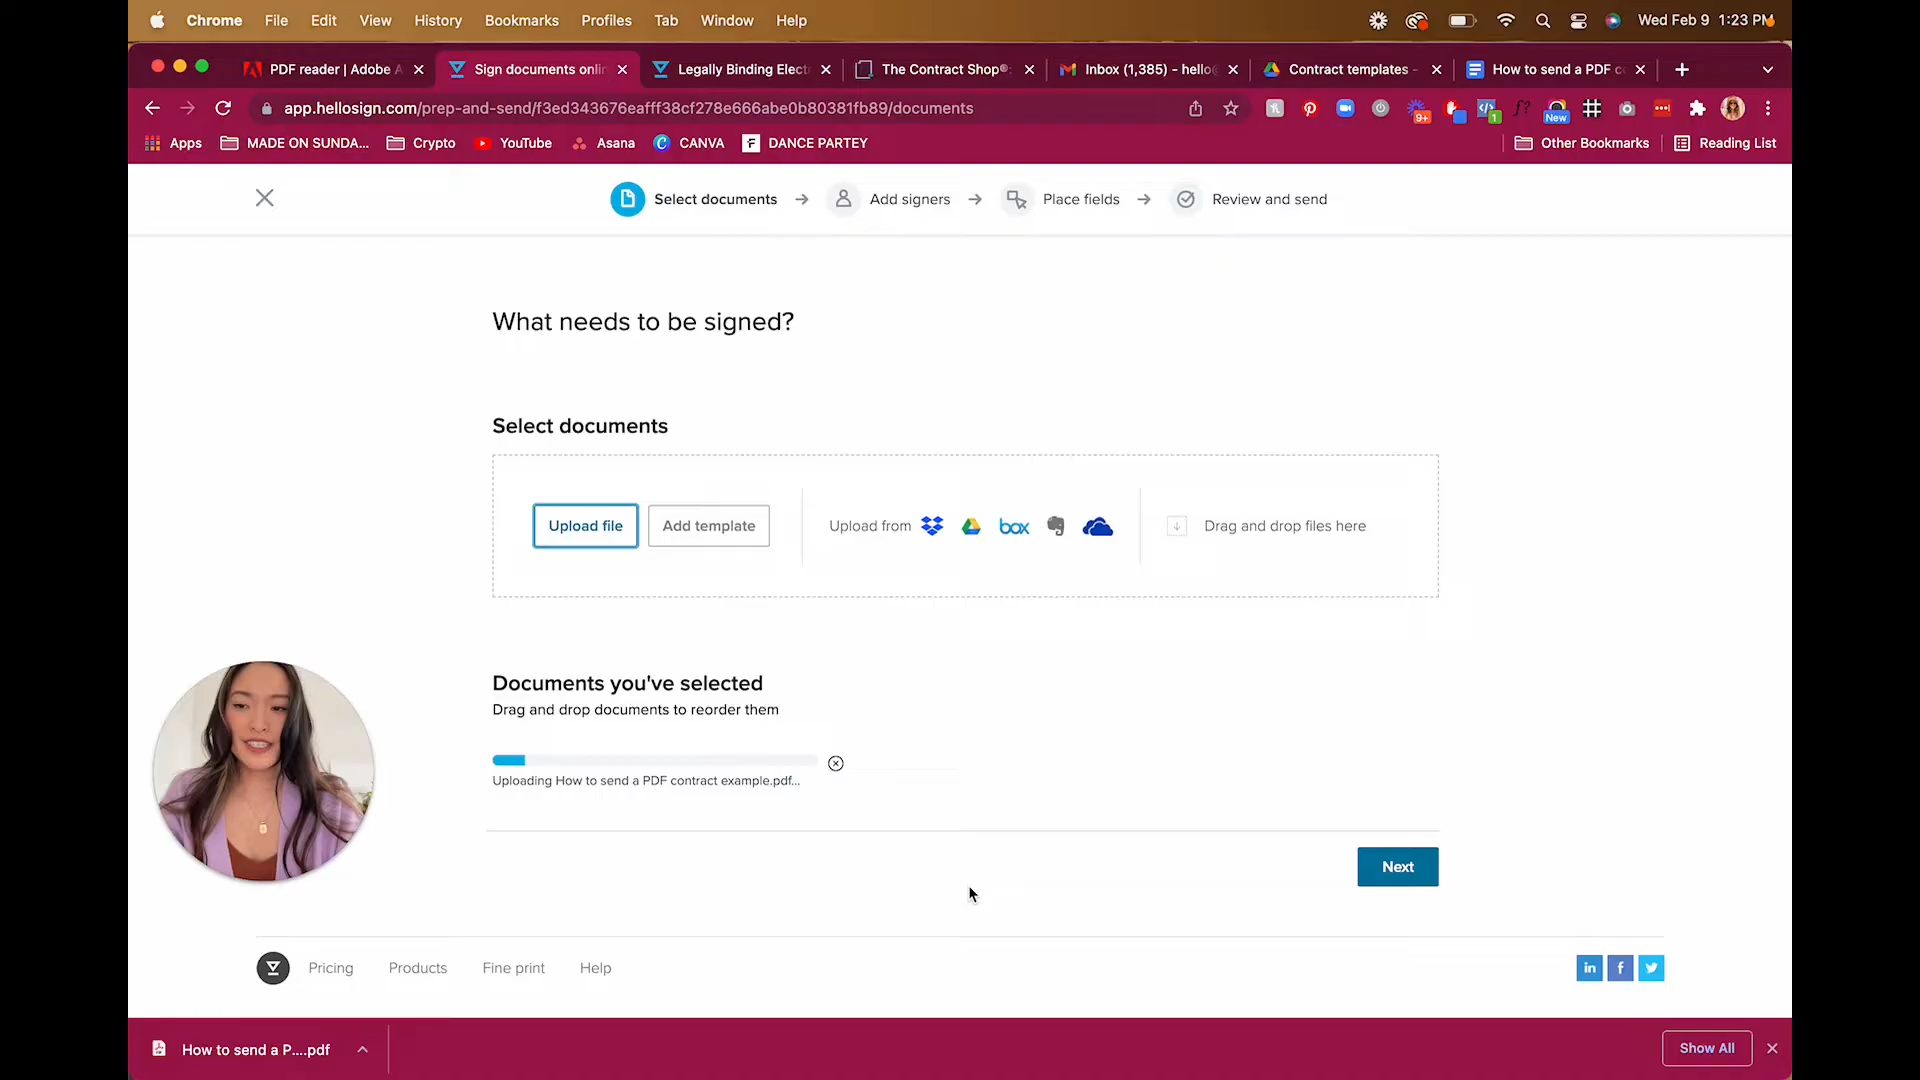 Chrome File Edit View History Bookmarks Profiles Tab Window Help Wed Feb 9 1:23 PM
PDF reader | Adobe A Sign documents onlin Legally Binding Elect The Contract Shop®: Inbox (1,385) - hello@ Contract templates - How to send a PDF c
app.hellosign.com/prep-and-send/f3ed343676eafff38cf278e666abe0b80381fb89/documents
9+ 1 f? New
Apps MADE ON SUNDA... Crypto YouTube Asana CANVA DANCE PARTEY Other Bookmarks Reading List
Select documents Add signers Place fields Review and send
What needs to be signed?
Select documents
Upload file Add template Upload from box Drag and drop files here
Documents you've selected
Drag and drop documents to reorder them
Uploading How to send a PDF contract example.pdf...
Next
Pricing Products Fine print Help
How to send a P....pdf Show All